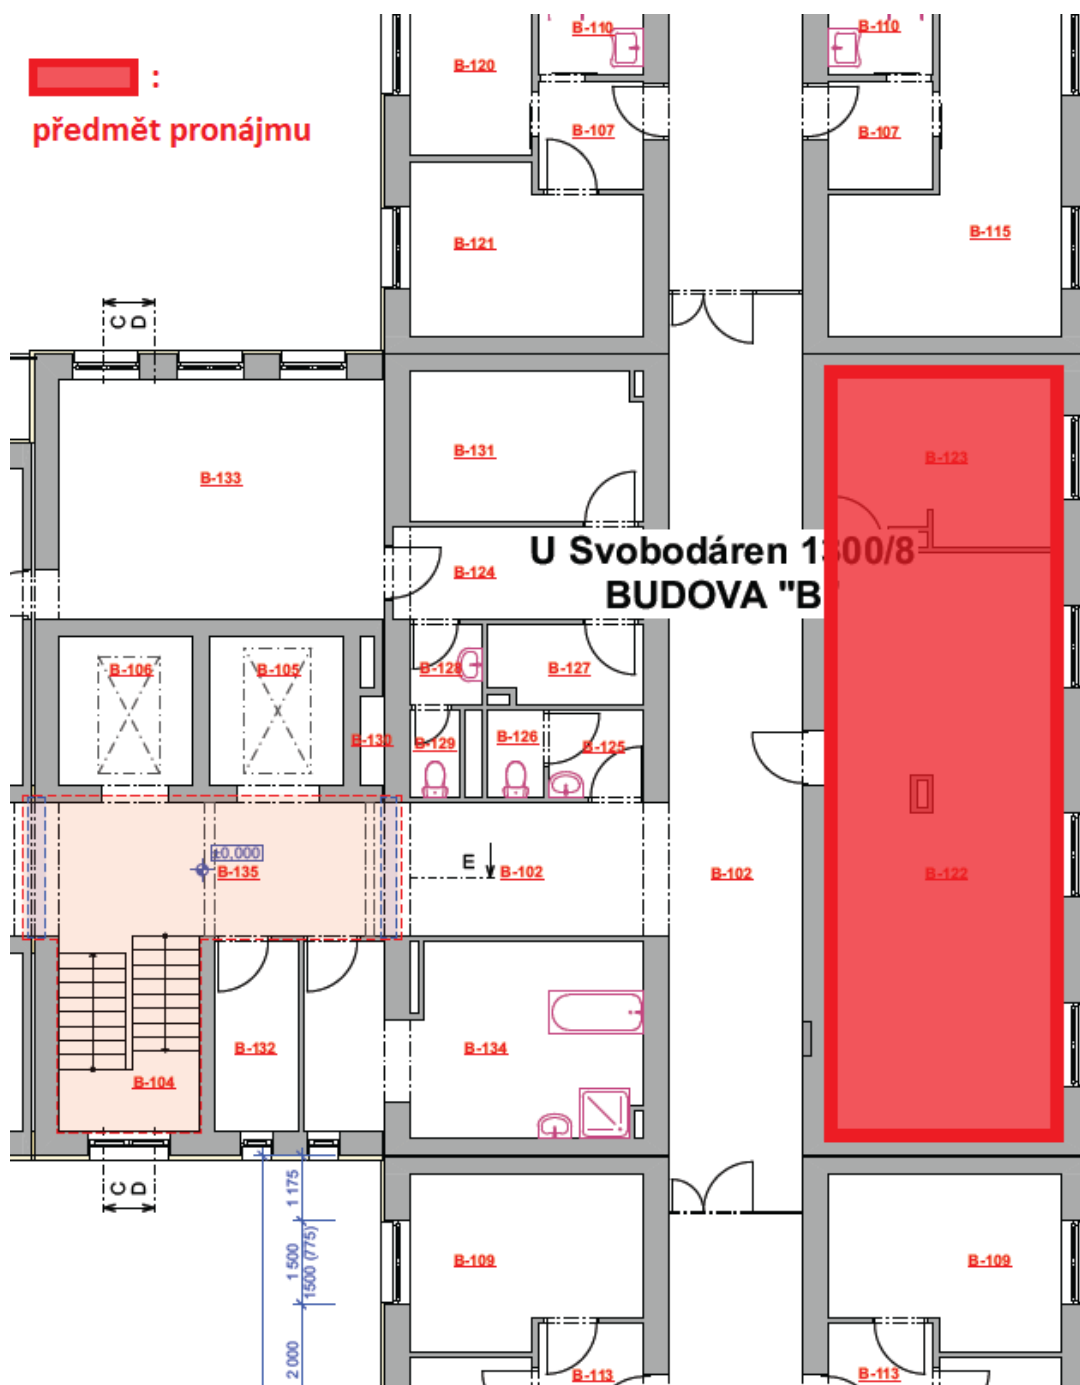 B-110
B-110
B-120
:
předmět pronájmu
B-107
B-107
B-121
B-115
C
D
B-131
B-123
B-133
U Svobodáren 1300/8
BUDOVA "B"
B-124
B-106
B-105
B-128
B-127
B-130
B-129
B-126
B-125
±0,000
B-135
E
B-102
B-102
B-122
B-132
B-134
B-104
C
D
1 175
1 500
1500 (775)
B-109
B-109
2 000
B-113
B-113